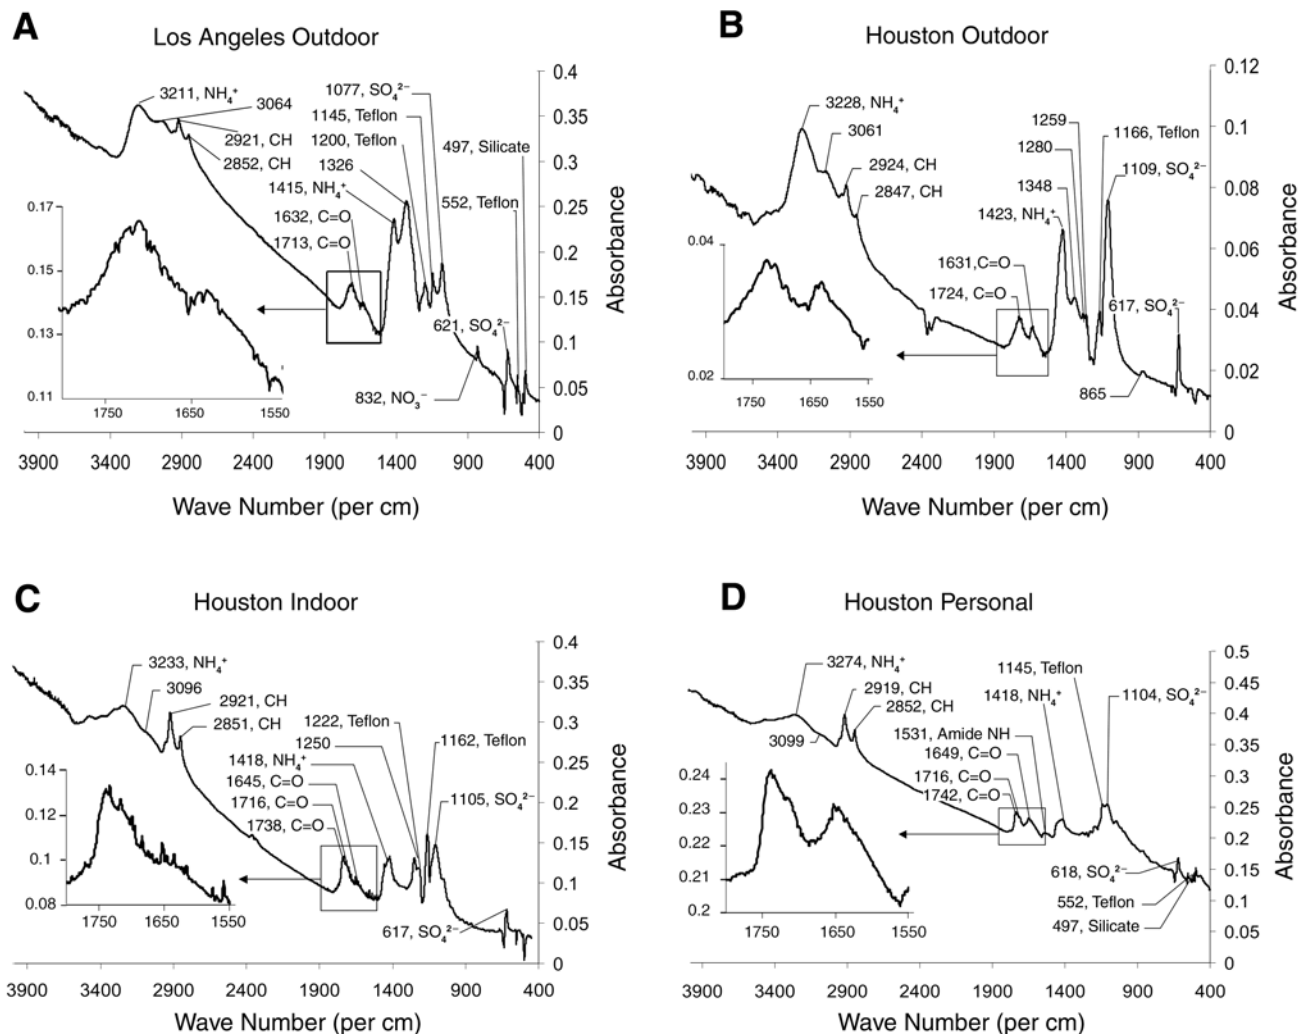 A
Los Angeles Outdoor
3211, NH₄⁺
3064
2921, CH
2852, CH
1077, SO₄²⁻
1145, Teflon
1200, Teflon
1326
1415, NH₄⁺
1632, C=O
1713, C=O
497, Silicate
552, Teflon
621, SO₄²⁻
832, NO₃⁻
0.17
0.15
0.13
0.11
1750 1650 1550
0.4
0.35
0.3
0.25
0.2
0.15
0.1
0.05
0
Absorbance
3900 3400 2900 2400 1900 1400 900 400
Wave Number (per cm)
B
Houston Outdoor
3228, NH₄⁺
3061
2924, CH
2847, CH
1259
1280
1348
1423, NH₄⁺
1631,C=O
1724, C=O
1166, Teflon
1109, SO₄²⁻
617, SO₄²⁻
865
0.04
0.02
1750 1650 1550
0.12
0.1
0.08
0.06
0.04
0.02
0
Absorbance
3900 3400 2900 2400 1900 1400 900 400
Wave Number (per cm)
C
Houston Indoor
3233, NH₄⁺
3096
2921, CH
2851, CH
1222, Teflon
1250
1418, NH₄⁺
1645, C=O
1716, C=O
1738, C=O
1162, Teflon
1105, SO₄²⁻
617, SO₄²⁻
0.14
0.12
0.1
0.08
1750 1650 1550
0.4
0.35
0.3
0.25
0.2
0.15
0.1
0.05
0
Absorbance
3900 3400 2900 2400 1900 1400 900 400
Wave Number (per cm)
D
Houston Personal
3274, NH₄⁺
2919, CH
2852, CH
3099
1145, Teflon
1418, NH₄⁺
1531, Amide NH
1649, C=O
1716, C=O
1742, C=O
1104, SO₄²⁻
618, SO₄²⁻
552, Teflon
497, Silicate
0.24
0.23
0.22
0.21
0.2
1750 1650 1550
0.5
0.45
0.4
0.35
0.3
0.25
0.2
0.15
0.1
0.05
0
Absorbance
3900 3400 2900 2400 1900 1400 900 400
Wave Number (per cm)